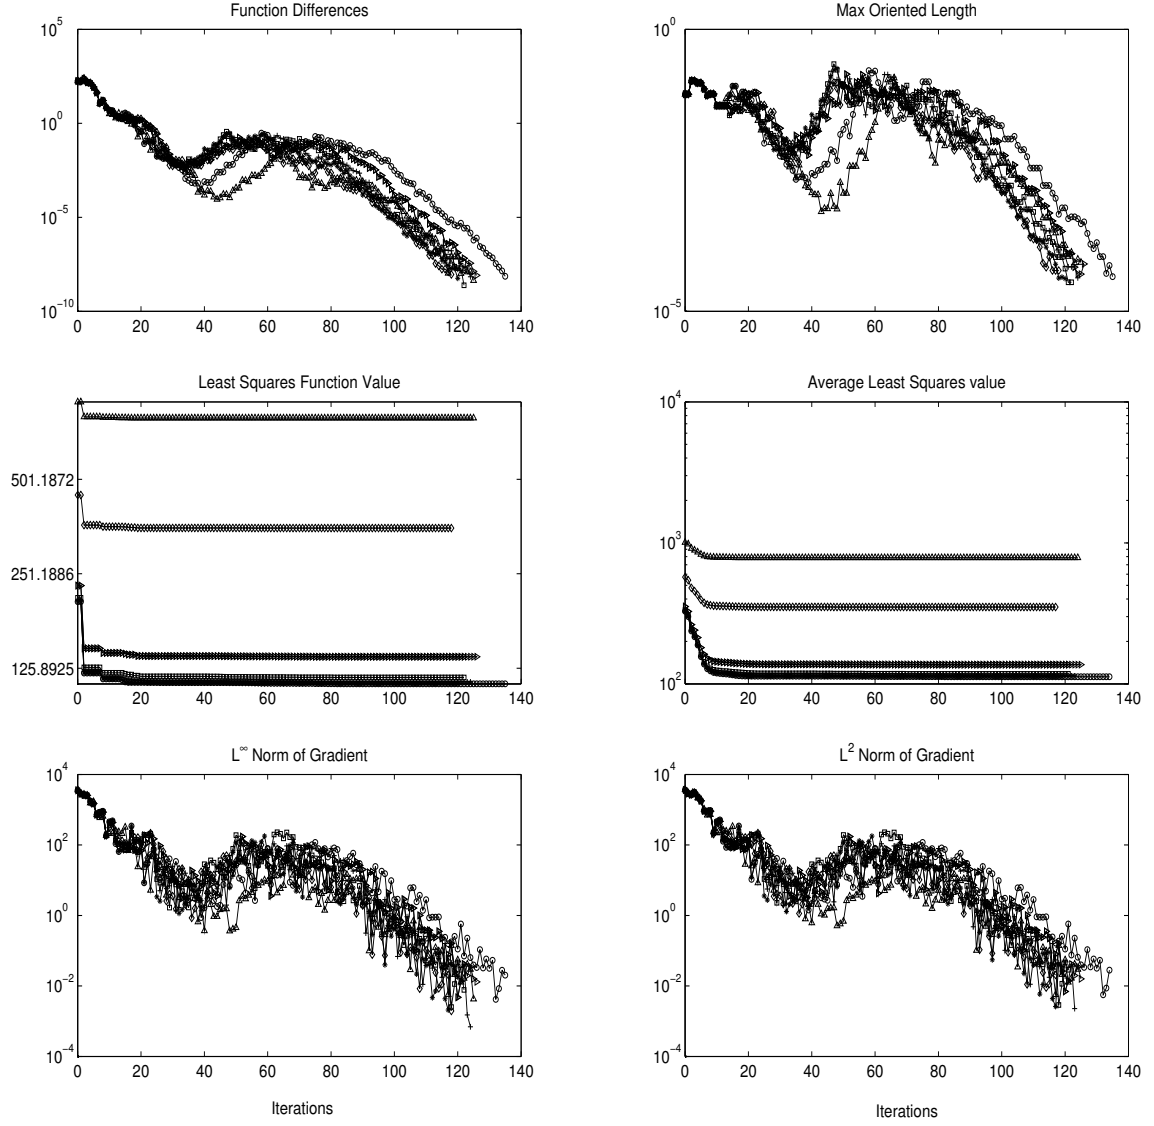 Function Differences
10^5
10^0
10^−5
10^−10
0 20 40 60 80 100 120 140
Max Oriented Length
10^0
10^−5
0 20 40 60 80 100 120 140
Least Squares Function Value
501.1872
251.1886
125.8925
0 20 40 60 80 100 120 140
Average Least Squares value
10^4
10^3
10^2
0 20 40 60 80 100 120 140
L^∞ Norm of Gradient
10^4
10^2
10^0
10^−2
10^−4
0 20 40 60 80 100 120 140
Iterations
L^2 Norm of Gradient
10^4
10^2
10^0
10^−2
10^−4
0 20 40 60 80 100 120 140
Iterations